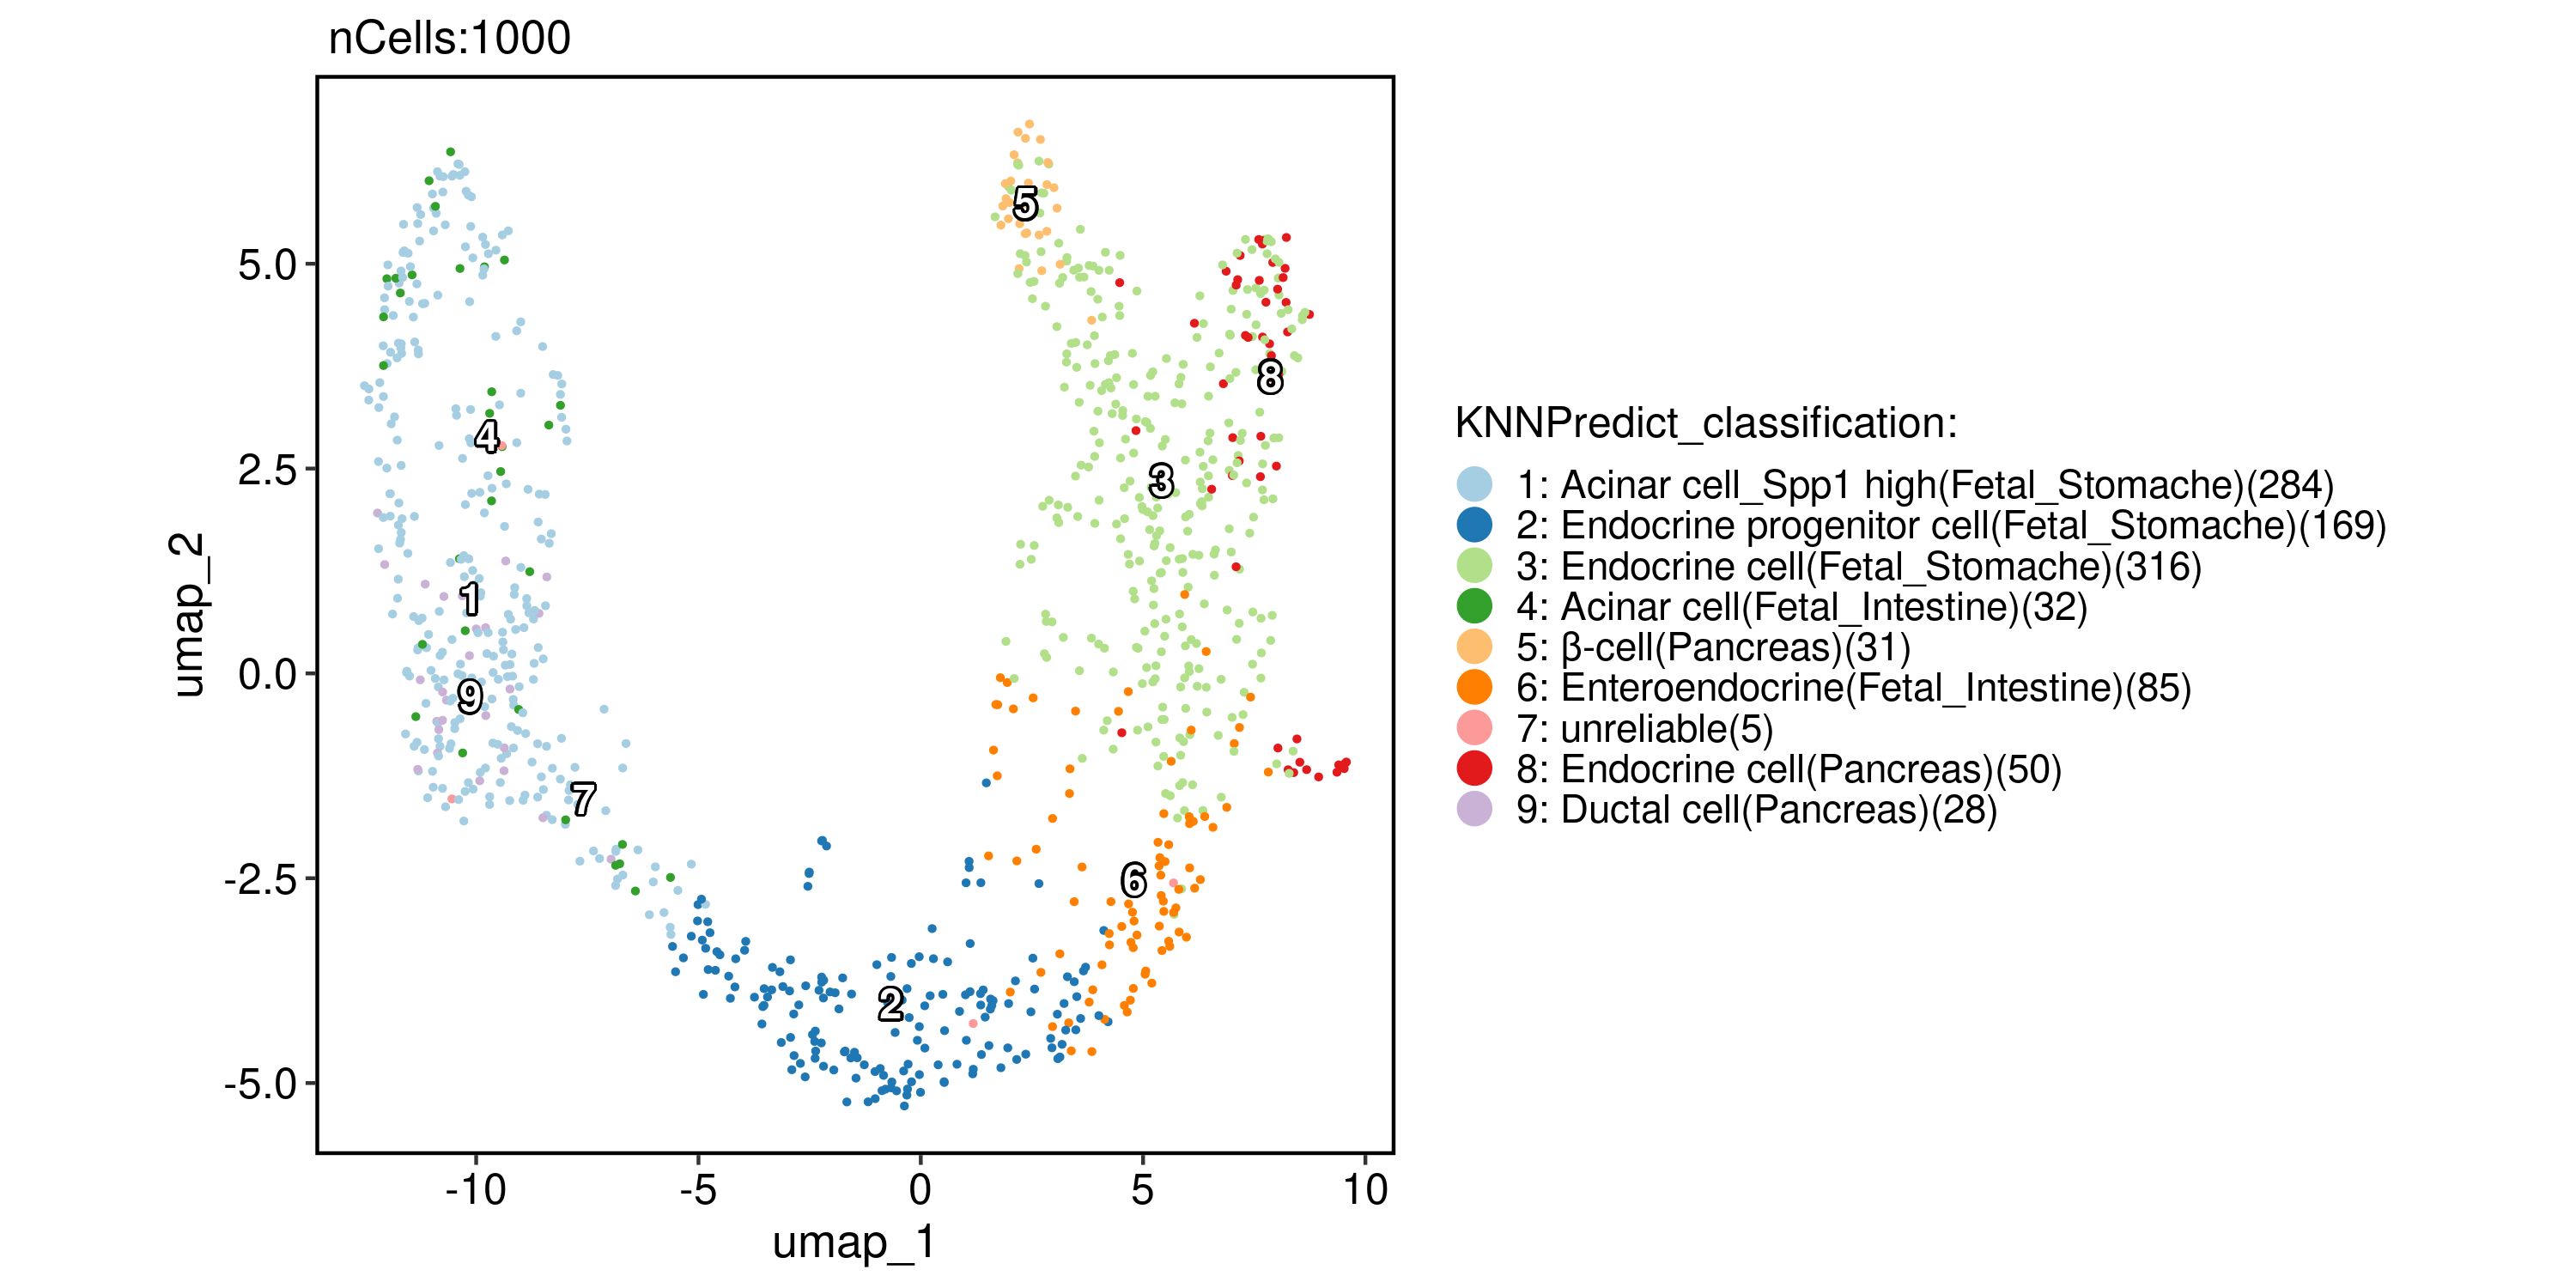 nCells:1000
umap_2
5.0
2.5
0.0
-2.5
-5.0
-10
-5
0
5
10
umap_1
5
8
4
3
1
9
7
6
2
KNNPredict_classification:
1: Acinar cell_Spp1 high(Fetal_Stomache)(284)
2: Endocrine progenitor cell(Fetal_Stomache)(169)
3: Endocrine cell(Fetal_Stomache)(316)
4: Acinar cell(Fetal_Intestine)(32)
5: β-cell(Pancreas)(31)
6: Enteroendocrine(Fetal_Intestine)(85)
7: unreliable(5)
8: Endocrine cell(Pancreas)(50)
9: Ductal cell(Pancreas)(28)